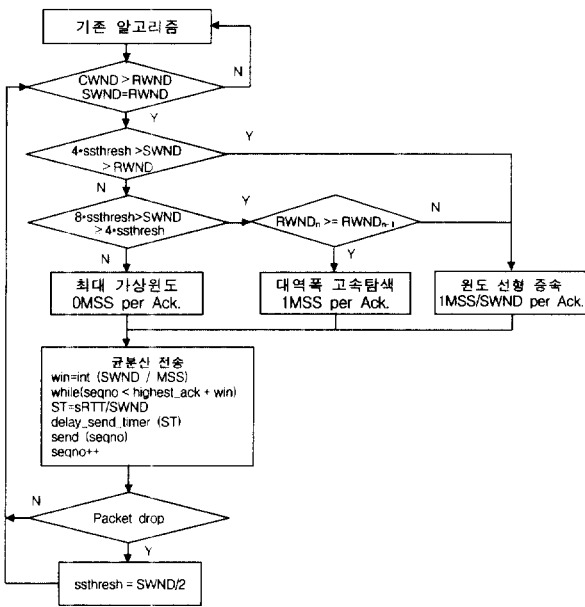 기존 알고리즘
N
CWND > RWND
SWND=RWND
Y
Y
4*ssthresh >SWND
> RWND
N
8*ssthresh>SWND
> 4*ssthresh
Y
RWNDn >= RWNDn-1
N
N
Y
최대 가상윈도
0MSS per Ack.
대역폭 고속탐색
1MSS per Ack.
윈도 선형 증속
1MSS/SWND per Ack.
균분산 전송
win=int (SWND / MSS)
while(seqno < highest_ack + win)
ST=sRTT/SWND
delay_send_timer (ST)
send (seqno)
seqno++
N
Packet drop
Y
ssthresh = SWND/2